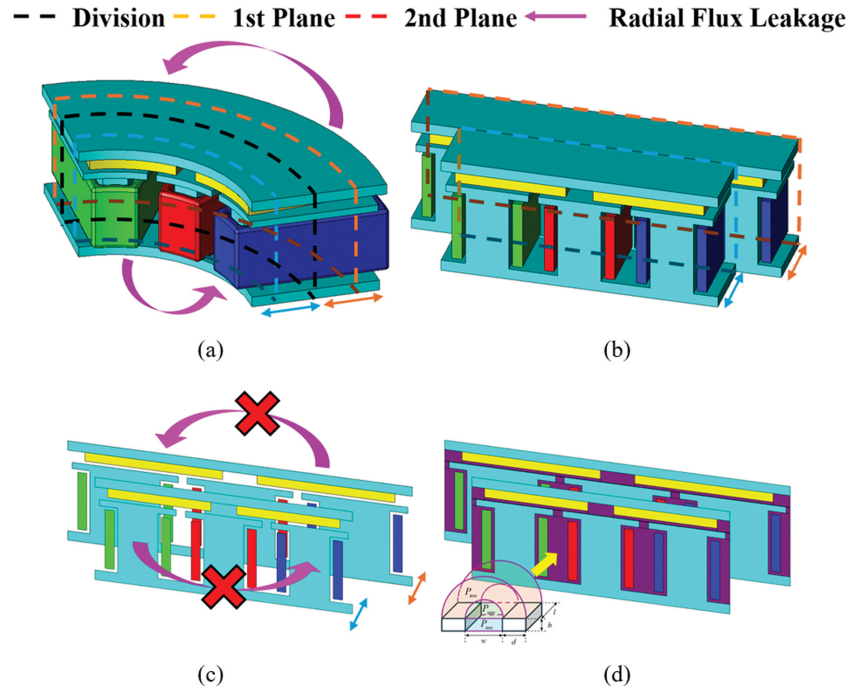 Division 1st Plane 2nd Plane Radial Flux Leakage
(a) (b)
(c) (d)
l
h
w d